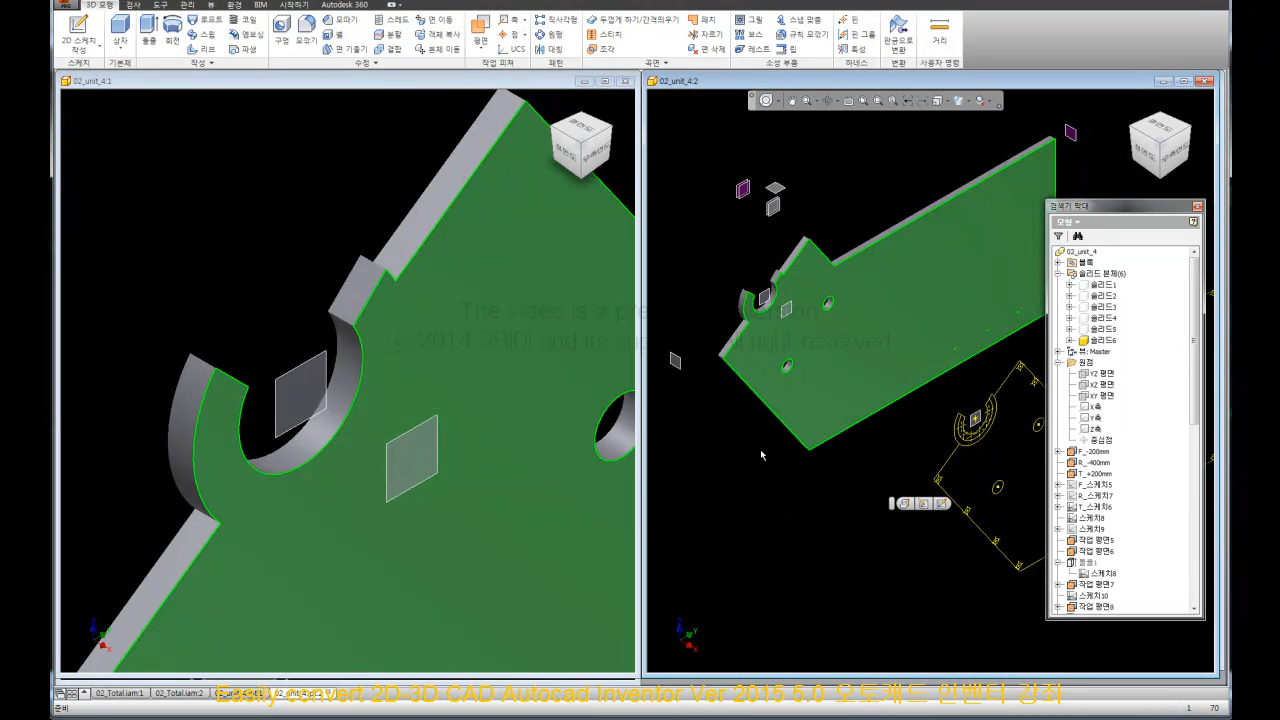 3D 모형 검사 도구 관리 뷰 환경 BIM 시작하기 Autodesk 360
2D 스케치 작성
상자
돌출 회전
로프트 코일
스윕 엠보싱
리브 파생
구멍 모깎기
모따기 스레드 면 이동
쉘 분할 객체 복사
면 기울기 결합 본체 이동
평면
축
점
UCS
직사각형
원형
대칭
두껍게 하기/간격띄우기 패치
스티치 자르기
조각 면 삭제
그릴 스냅 맞춤
보스 규칙 모깎기
레스트 립
핀
핀 그룹
특성
판금으로 변환
거리
스케치 기본체 작성 수정 작업 피쳐 패턴 곡면 소성 부품 하네스 변환 사용자 명령
02_unit_4:1
02_unit_4:2
검색기 막대
모형
02_unit_4
블록
솔리드 본체(6)
솔리드1
솔리드2
솔리드3
솔리드4
솔리드5
솔리드6
뷰: Master
원점
YZ 평면
XZ 평면
XY 평면
X축
Y축
Z축
중심점
F_-200mm
R_-400mm
T_+200mm
F_스케치5
R_스케치7
T_스케치6
스케치8
스케치9
작업 평면5
작업 평면6
돌출1
스케치8
작업 평면7
스케치10
작업 평면8
02_Total.iam:1 02_Total.iam:2
Easily convert 2D-3D CAD Autocad Inventor Ver 2015 5.0 오토캐드 인벤터 강좌
준비
1 70